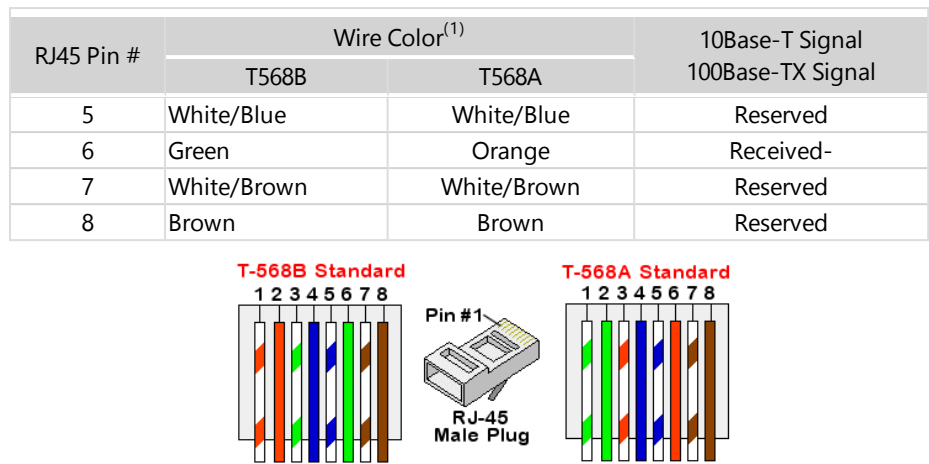 RJ45 Pin # Wire Color(1) 10Base-T Signal
T568B T568A 100Base-TX Signal
5 White/Blue White/Blue Reserved
6 Green Orange Received-
7 White/Brown White/Brown Reserved
8 Brown Brown Reserved
T-568B Standard
1 2 3 4 5 6 7 8
Pin #1
RJ-45
Male Plug
T-568A Standard
1 2 3 4 5 6 7 8